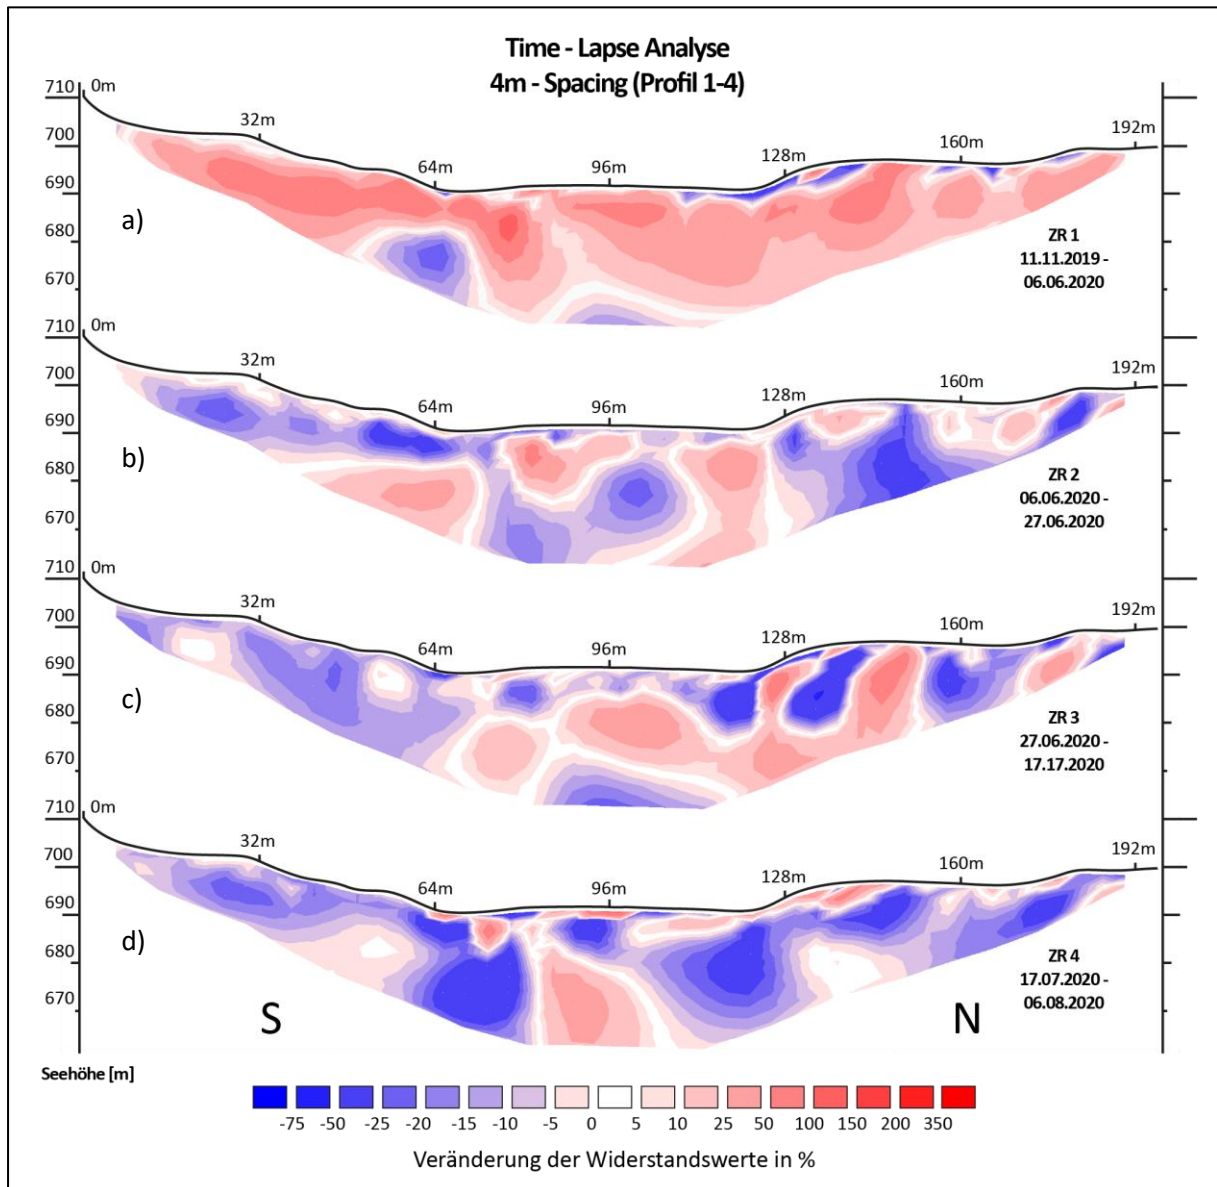 Time - Lapse Analyse
4m - Spacing (Profil 1-4)
710
0m
32m
64m
96m
128m
160m
192m
700
690
680
670
a)
ZR 1
11.11.2019 -
06.06.2020
710
0m
32m
64m
96m
128m
160m
192m
700
690
680
670
b)
ZR 2
06.06.2020 -
27.06.2020
710
0m
32m
64m
96m
128m
160m
192m
700
690
680
670
c)
ZR 3
27.06.2020 -
17.17.2020
710
0m
32m
64m
96m
128m
160m
192m
700
690
680
670
d)
ZR 4
17.07.2020 -
06.08.2020
S
N
Seehöhe [m]
-75 -50 -25 -20 -15 -10 -5 0 5 10 25 50 100 150 200 350
Veränderung der Widerstandswerte in %